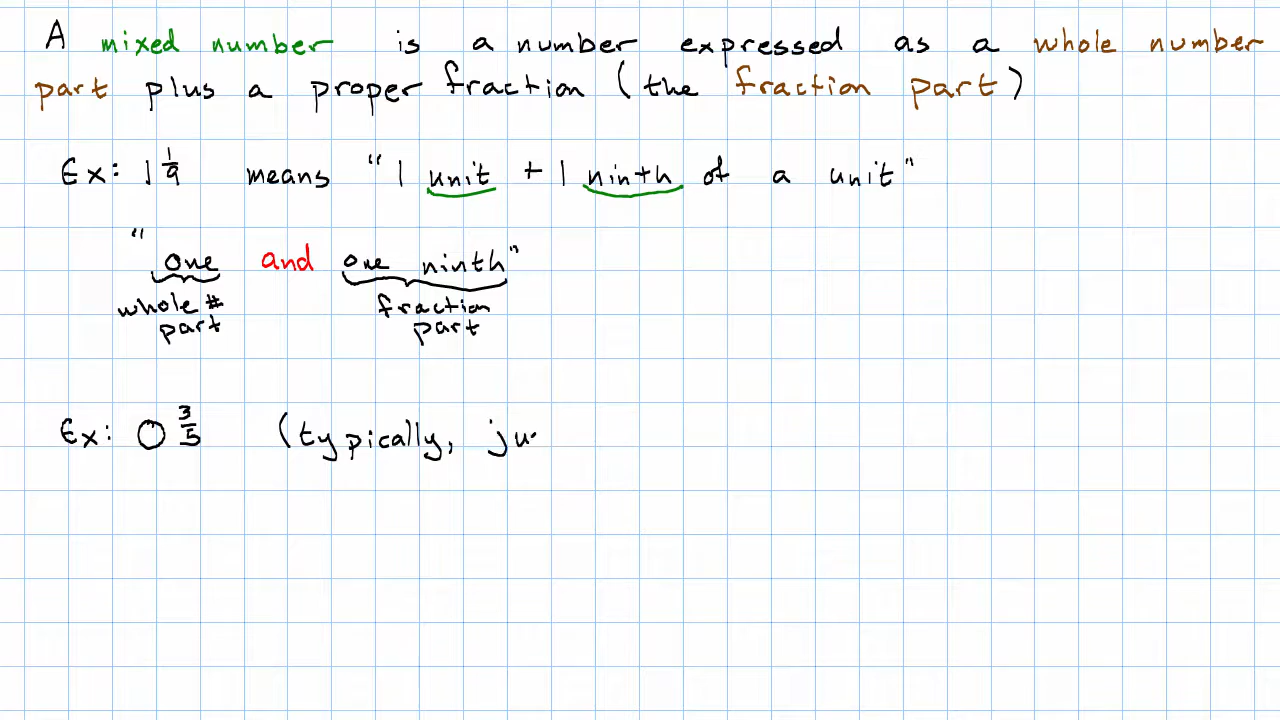 A mixed number is a number expressed as a whole number
part plus a proper fraction (the fraction part)
Ex: 1 1/9 means "1 unit + 1 ninth of a unit"
"one and one ninth"
whole # part fraction part
Ex: 0 3/5 (typically, ju